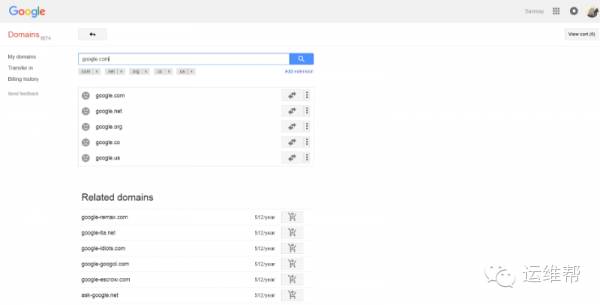 Google
Sanmay
Domains
BETA
View cart (0)
My domains
Transfer in
Billing history
Send feedback
google.com
com
net
org
co
us
Add extension
google.com
google.net
google.org
google.co
google.us
Related domains
google-remax.com $12/year
google-lla.net $12/year
google-idiots.com $12/year
google-googol.com $12/year
google-escrow.com $12/year
ask-google.net $12/year
运维帮